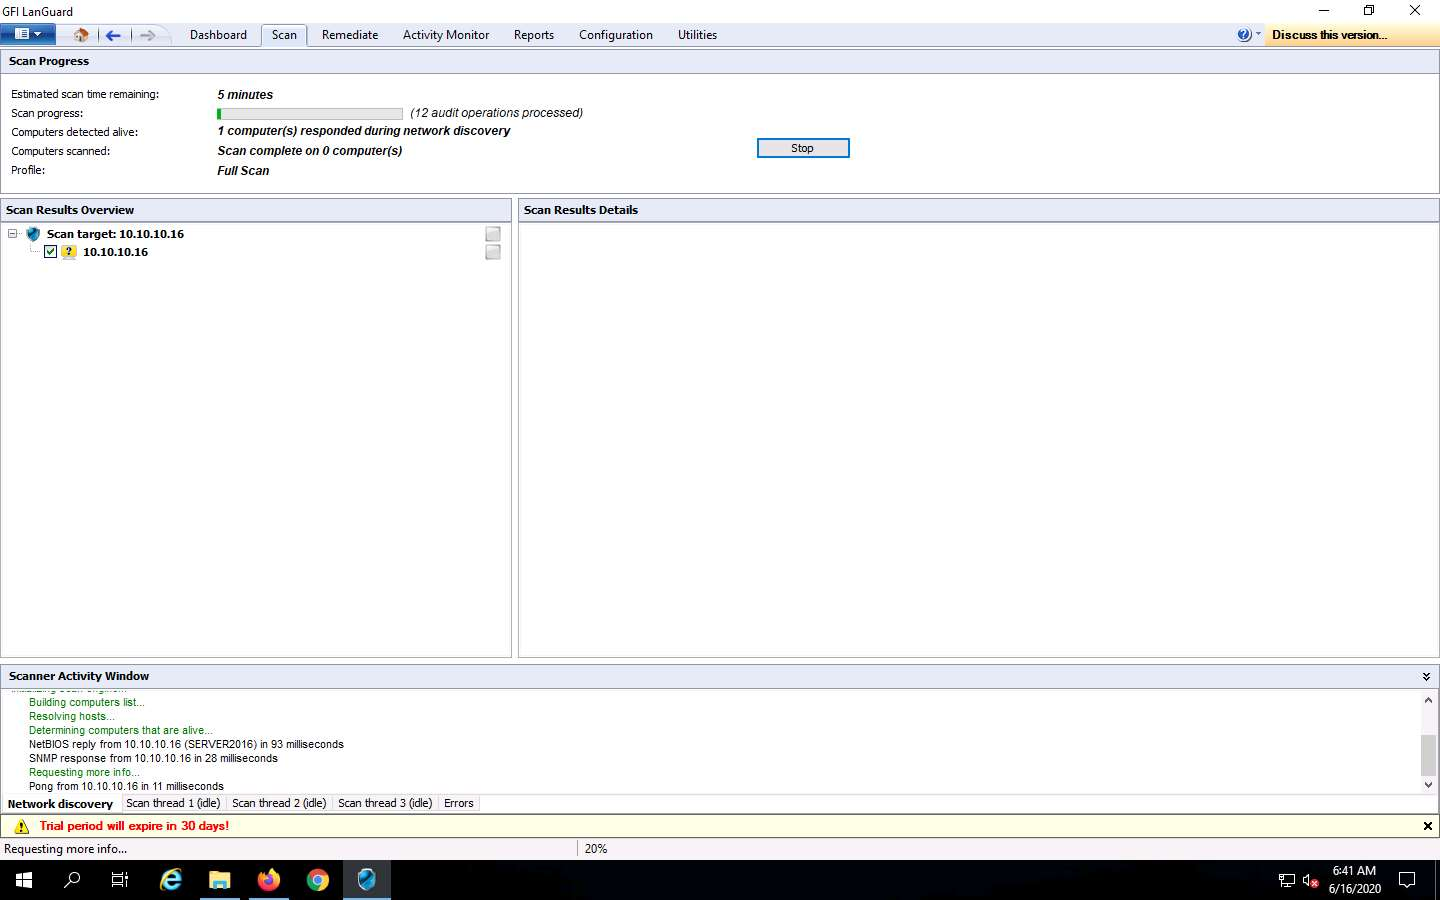 GFI LanGuard
Dashboard Scan Remediate Activity Monitor Reports Configuration Utilities Discuss this version...
Scan Progress
Estimated scan time remaining: 5 minutes
Scan progress: (12 audit operations processed)
Computers detected alive: 1 computer(s) responded during network discovery
Computers scanned: Scan complete on 0 computer(s)
Stop
Profile: Full Scan
Scan Results Overview
Scan target: 10.10.10.16
10.10.10.16
Scan Results Details
Scanner Activity Window
Building computers list...
Resolving hosts...
Determining computers that are alive...
NetBIOS reply from 10.10.10.16 (SERVER2016) in 93 milliseconds
SNMP response from 10.10.10.16 in 28 milliseconds
Requesting more info...
Pong from 10.10.10.16 in 11 milliseconds
Network discovery Scan thread 1 (idle) Scan thread 2 (idle) Scan thread 3 (idle) Errors
Trial period will expire in 30 days!
Requesting more info... 20%
6:41 AM
6/16/2020